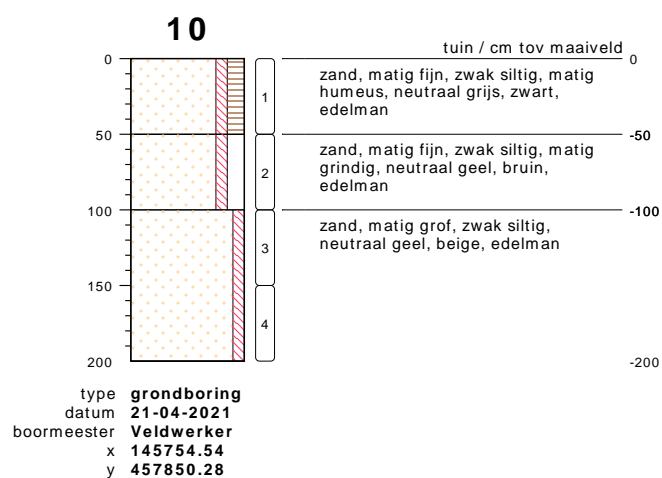 10
tuin / cm tov maaiveld
0
0
1
zand, matig fijn, zwak siltig, matig
humeus, neutraal grijs, zwart,
edelman
50
-50
2
zand, matig fijn, zwak siltig, matig
grindig, neutraal geel, bruin,
edelman
100
-100
3
zand, matig grof, zwak siltig,
neutraal geel, beige, edelman
150
4
200
-200
type grondboring
datum 21-04-2021
boormeester Veldwerker
x 145754.54
y 457850.28